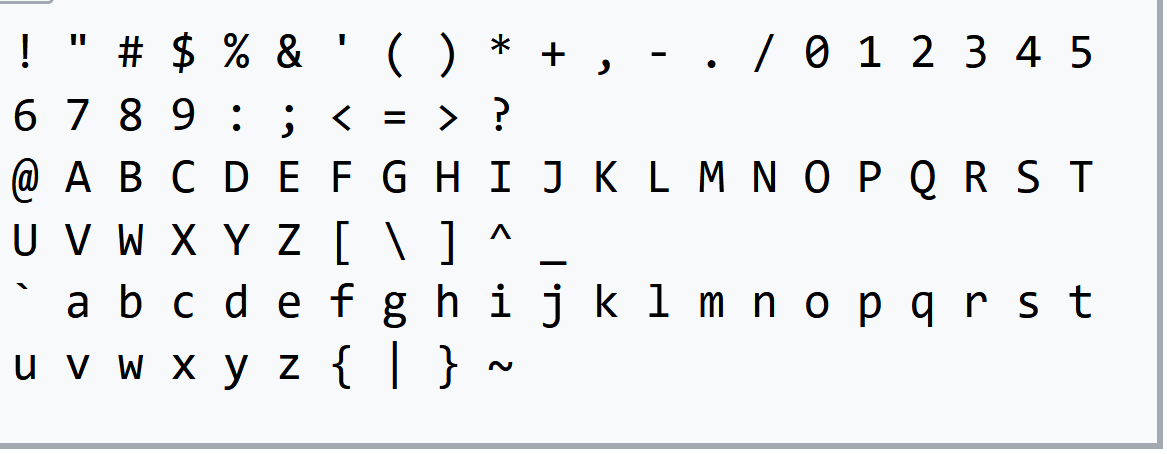 ! " # $ % & ' ( ) * + , - . / 0 1 2 3 4 5
6 7 8 9 : ; < = > ?
@ A B C D E F G H I J K L M N O P Q R S T
U V W X Y Z [ \ ] ^ _
` a b c d e f g h i j k l m n o p q r s t
u v w x y z { | } ~